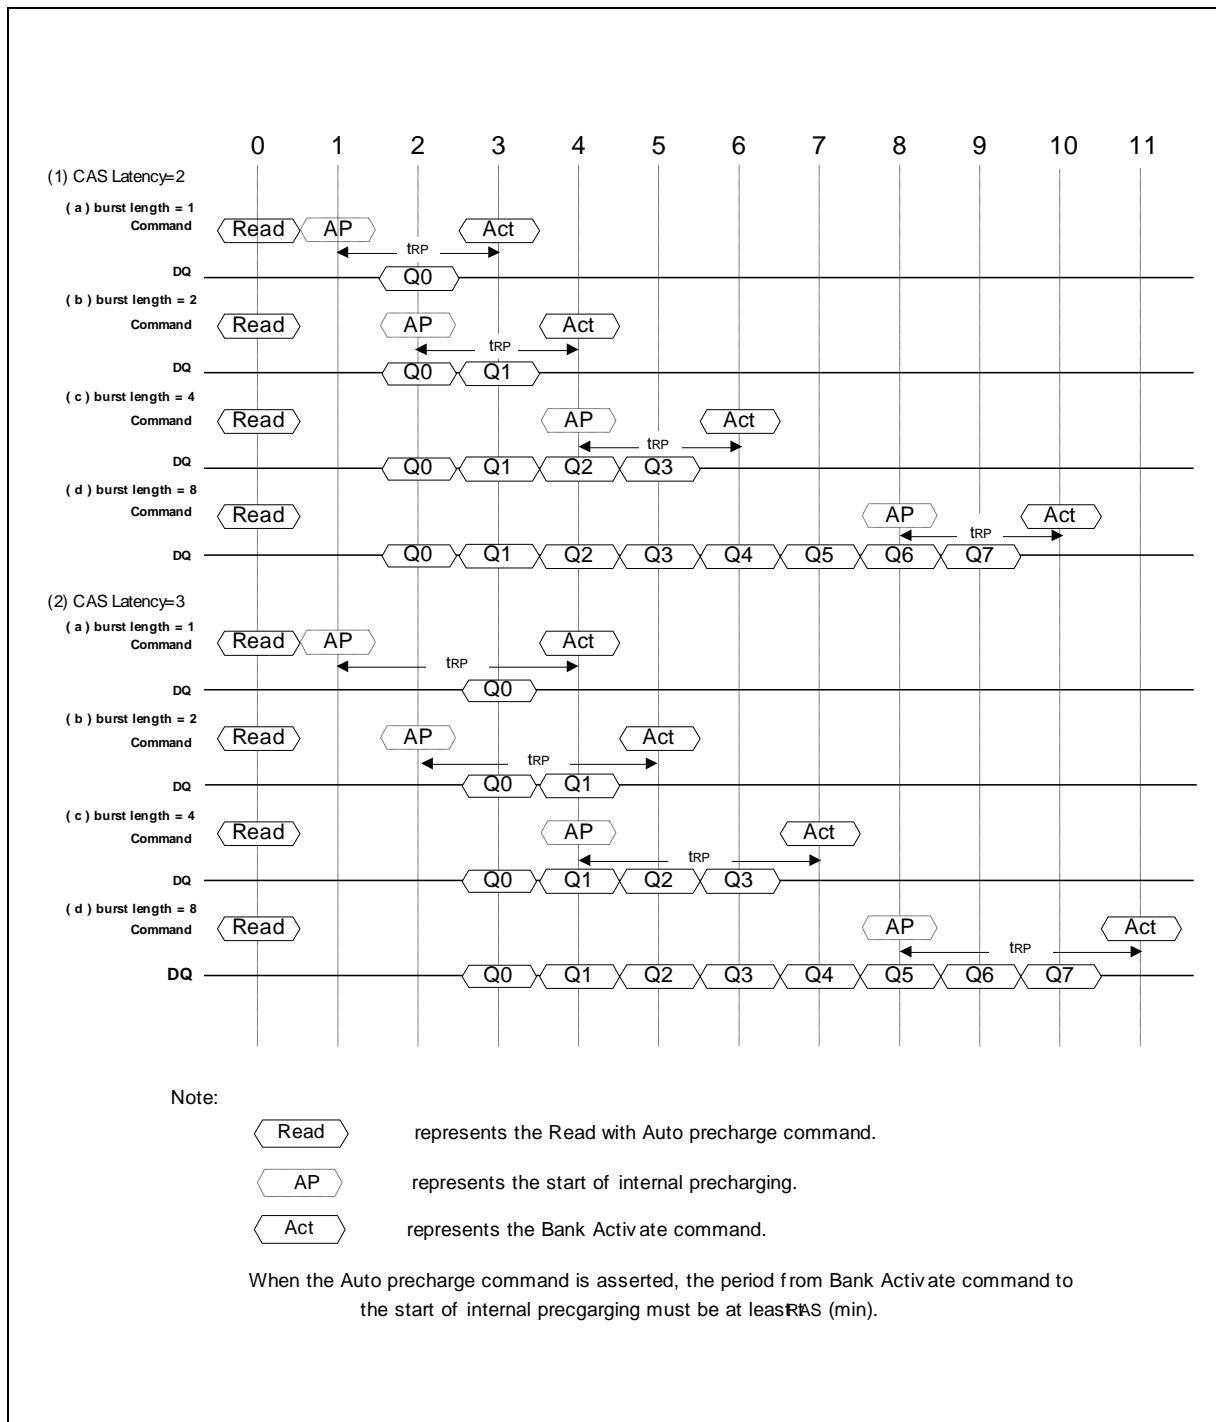 0 1 2 3 4 5 6 7 8 9 10 11
(1) CAS Latency=2
( a ) burst length = 1
Command Read AP Act
tRP
DQ Q0
( b ) burst length = 2
Command Read AP Act
tRP
DQ Q0 Q1
( c ) burst length = 4
Command Read AP Act
tRP
DQ Q0 Q1 Q2 Q3
( d ) burst length = 8
Command Read AP Act
tRP
DQ Q0 Q1 Q2 Q3 Q4 Q5 Q6 Q7
(2) CAS Latency=3
( a ) burst length = 1
Command Read AP Act
tRP
DQ Q0
( b ) burst length = 2
Command Read AP Act
tRP
DQ Q0 Q1
( c ) burst length = 4
Command Read AP Act
tRP
DQ Q0 Q1 Q2 Q3
( d ) burst length = 8
Command Read AP Act
tRP
DQ Q0 Q1 Q2 Q3 Q4 Q5 Q6 Q7
Note:
Read represents the Read with Auto precharge command.
AP represents the start of internal precharging.
Act represents the Bank Activate command.
When the Auto precharge command is asserted, the period from Bank Activate command to
the start of internal precgarging must be at least tRAS (min).